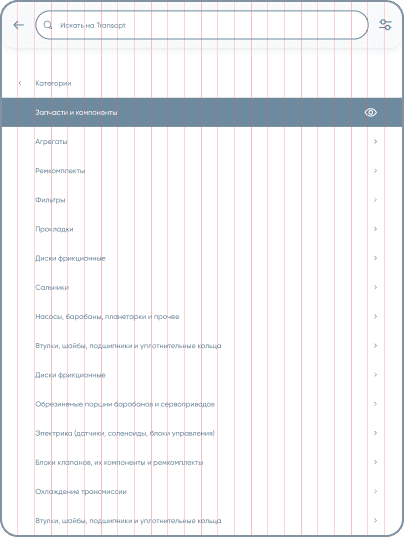 Искать на Transapt
Категории
Запчасти и компоненты
Агрегаты
Ремкомплекты
Фильтры
Прокладки
Диски фрикционные
Сальники
Насосы, барабаны, планетарки и прочее
Втулки, шайбы, подшипники и уплотнительные кольца
Диски фрикционные
Обрезиненые поршни барабанов и сервоприводов
Электрика (датчики, соленоиды, блоки управления)
Блоки клапанов, их компоненты и ремкомплекты
Охлаждение трансмиссии
Втулки, шайбы, подшипники и уплотнительные кольца